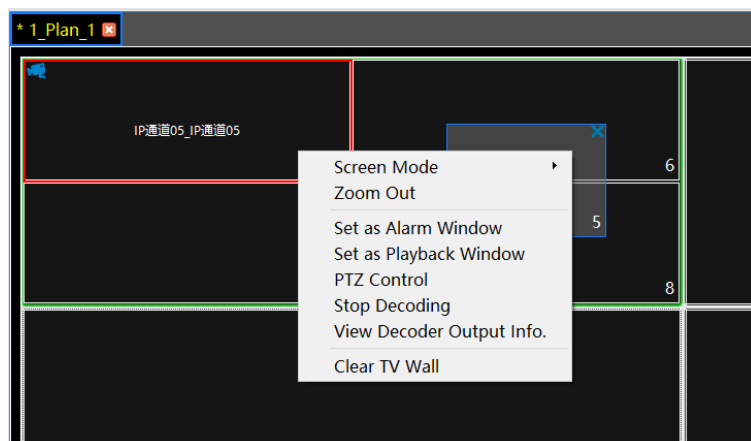 * 1_Plan_1
IP通道05_IP通道05
6
5
8
Screen Mode
Zoom Out
Set as Alarm Window
Set as Playback Window
PTZ Control
Stop Decoding
View Decoder Output Info.
Clear TV Wall